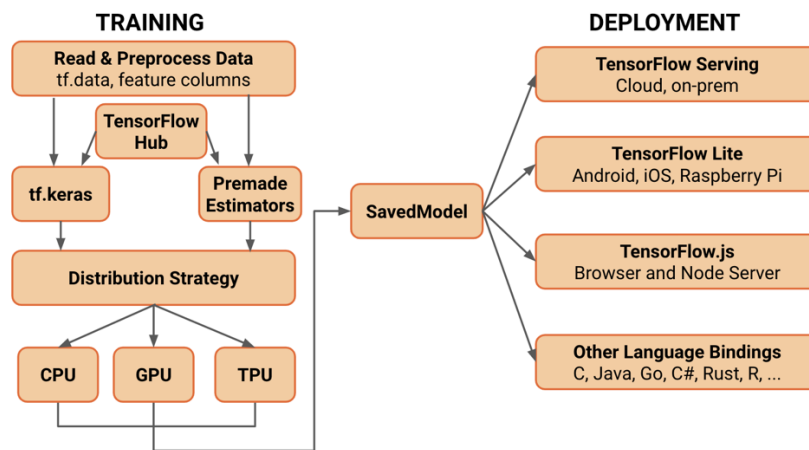 TRAINING
Read & Preprocess Data
tf.data, feature columns
TensorFlow
Hub
tf.keras
Premade
Estimators
Distribution Strategy
CPU
GPU
TPU
SavedModel
DEPLOYMENT
TensorFlow Serving
Cloud, on-prem
TensorFlow Lite
Android, iOS, Raspberry Pi
TensorFlow.js
Browser and Node Server
Other Language Bindings
C, Java, Go, C#, Rust, R, ...